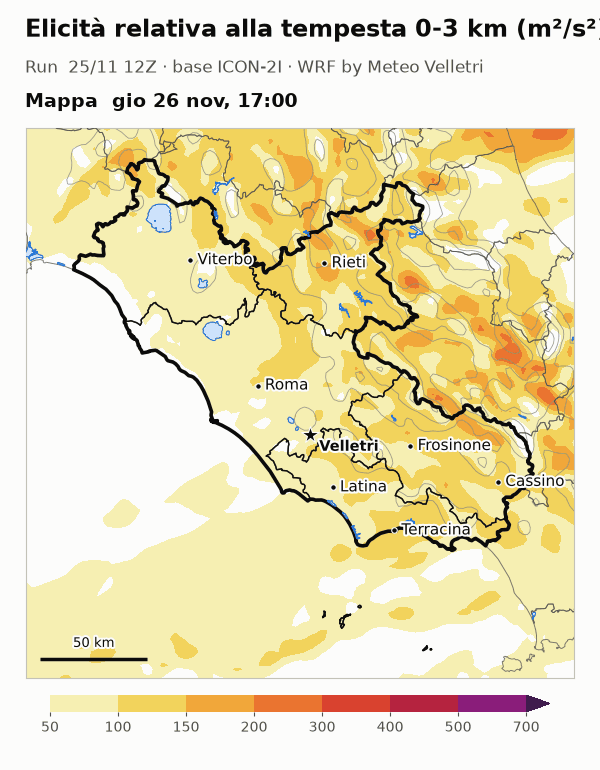 Elicità relativa alla tempesta 0-3 km (m²/s²)
Run 25/11 12Z · base ICON-2I · WRF by Meteo Velletri
Mappa gio 26 nov, 17:00
Viterbo
Rieti
Roma
Velletri
Frosinone
Latina
Cassino
Terracina
50 km
50 100 150 200 300 400 500 700